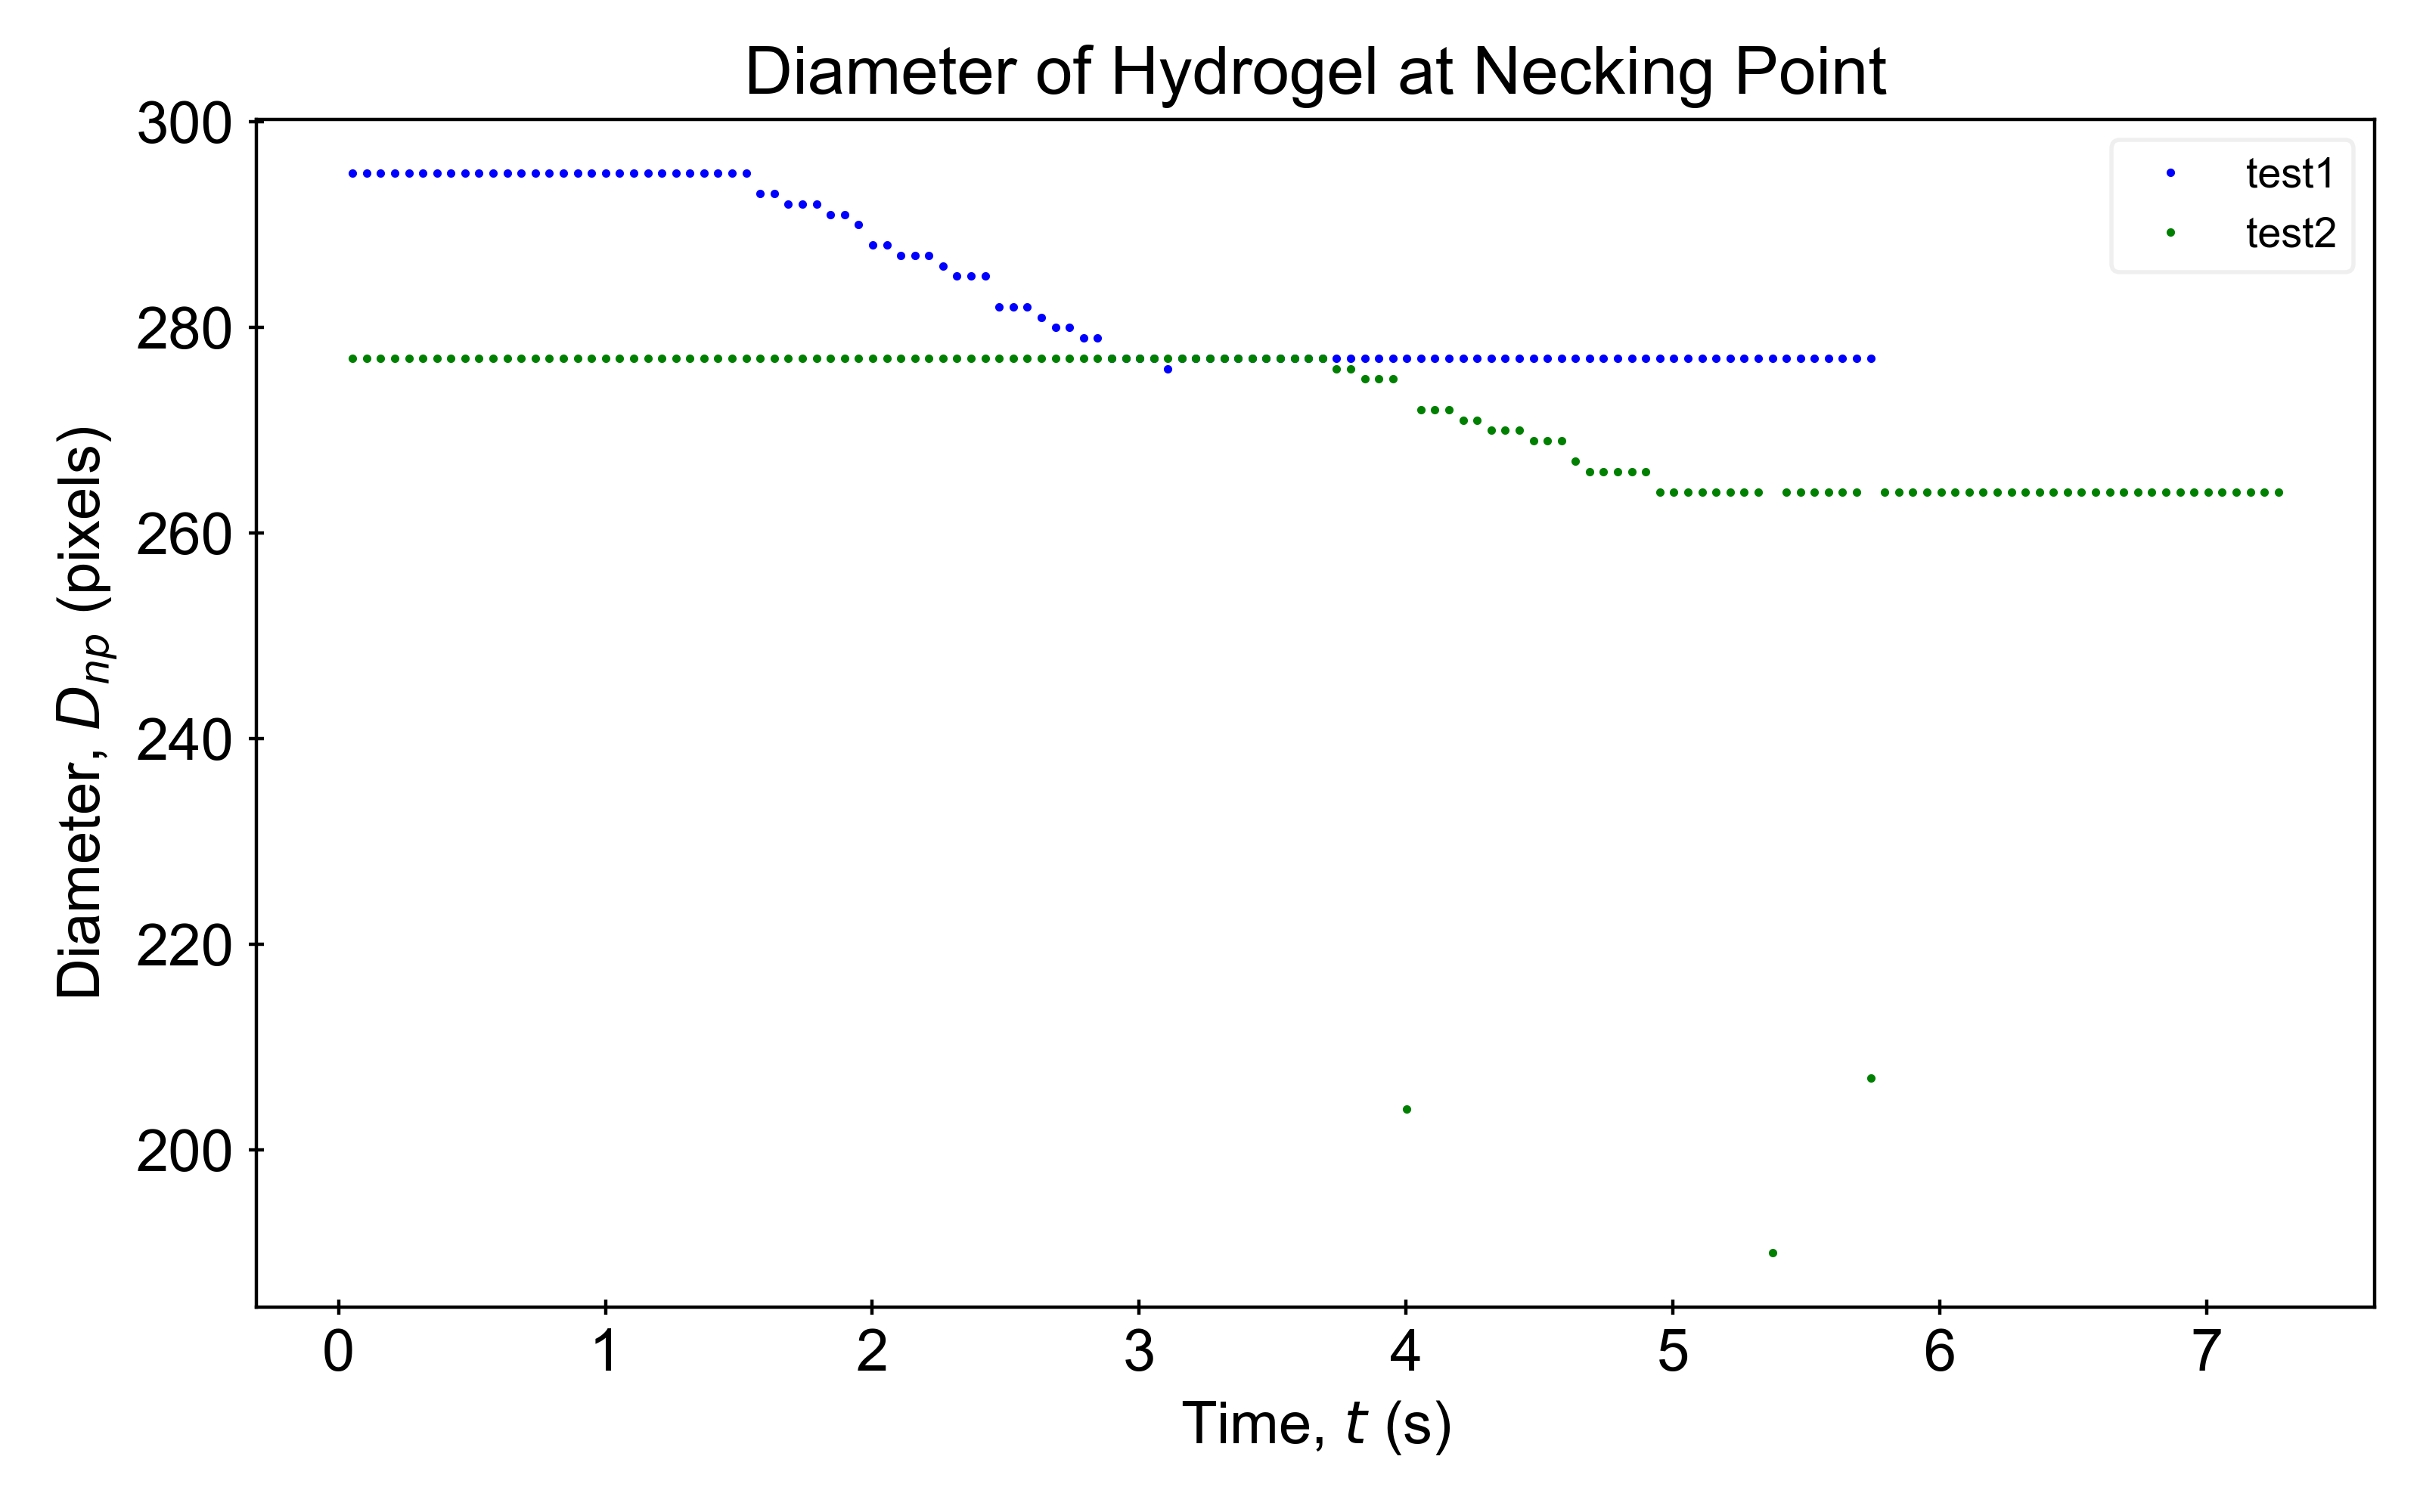 Diameter of Hydrogel at Necking Point
300
280
260
240
220
200
Diameter, Dnp (pixels)
test1
test2
0 1 2 3 4 5 6 7
Time, t (s)